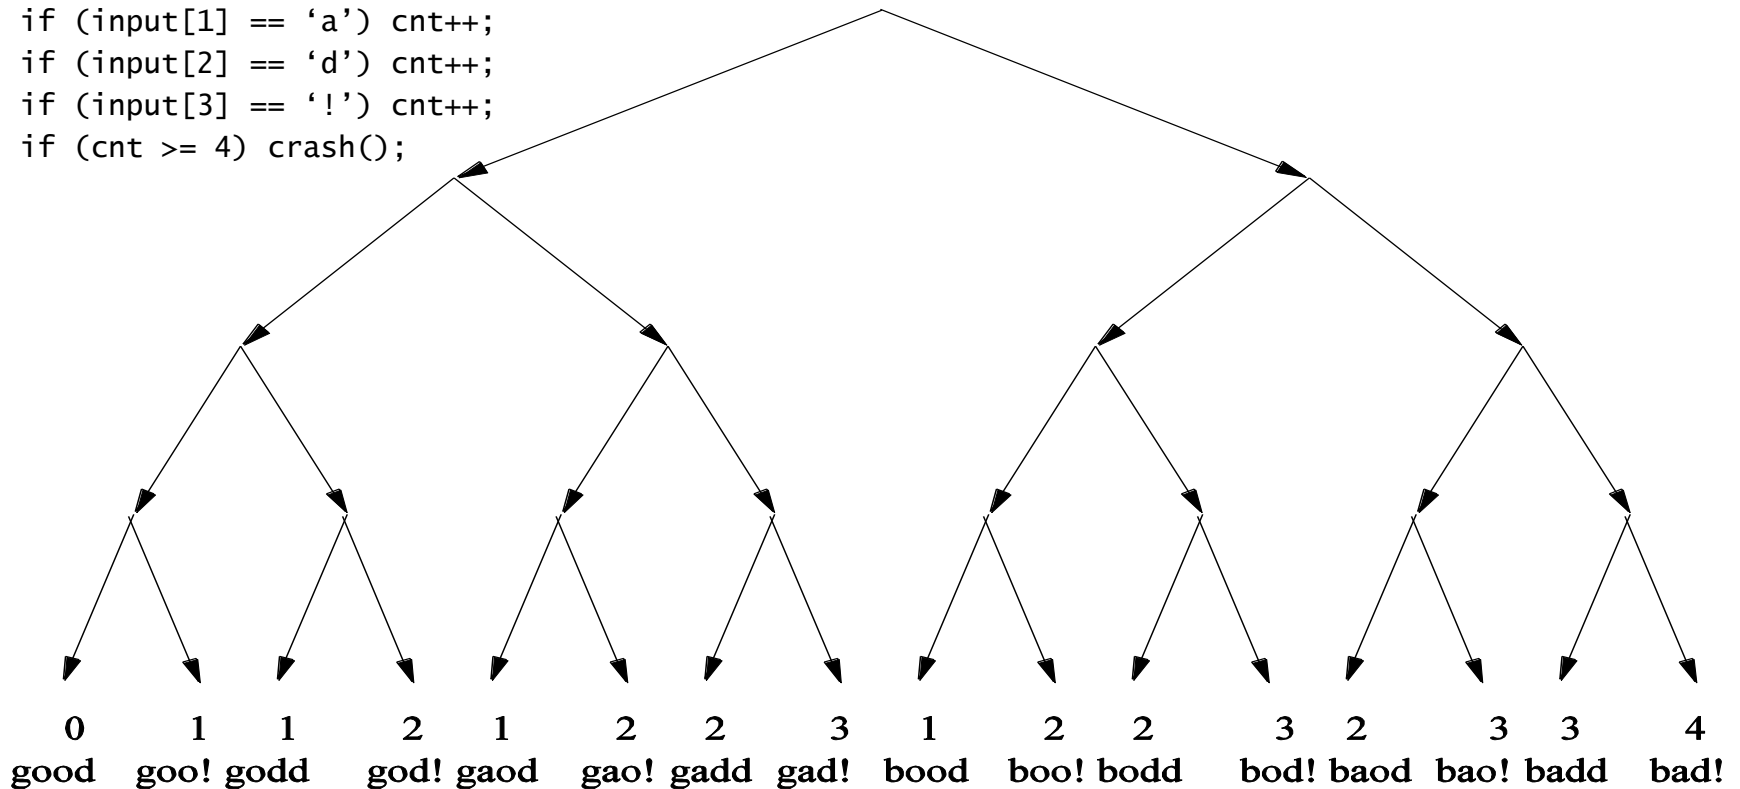 if (input[1] == ‘a’) cnt++;
if (input[2] == ‘d’) cnt++;
if (input[3] == ‘!’) cnt++;
if (cnt >= 4) crash();
0 1 1 2 1 2 2 3 1 2 2 3 2 3 3 4
good goo! godd god! gaod gao! gadd gad! bood boo! bodd bod! baod bao! badd bad!